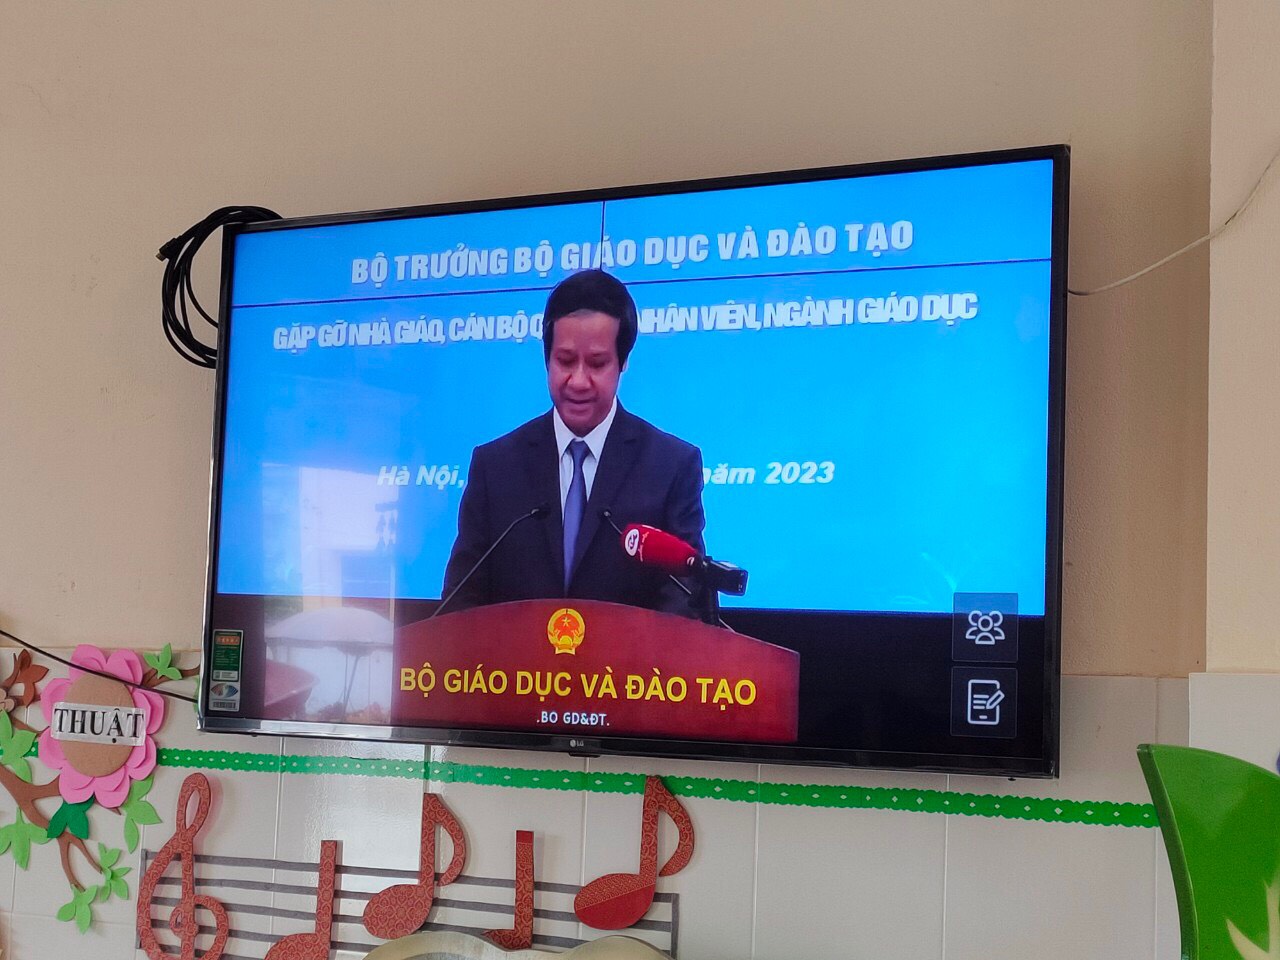 BỘ TRƯỞNG BỘ GIÁO DỤC VÀ ĐÀO TẠO
GẶP GỠ NHÀ GIÁO, CÁN BỘ NHÂN VIÊN, NGÀNH GIÁO DỤC
Hà Nội, năm 2023
BỘ GIÁO DỤC VÀ ĐÀO TẠO
.BO GD&ĐT.
LG
THUẬT